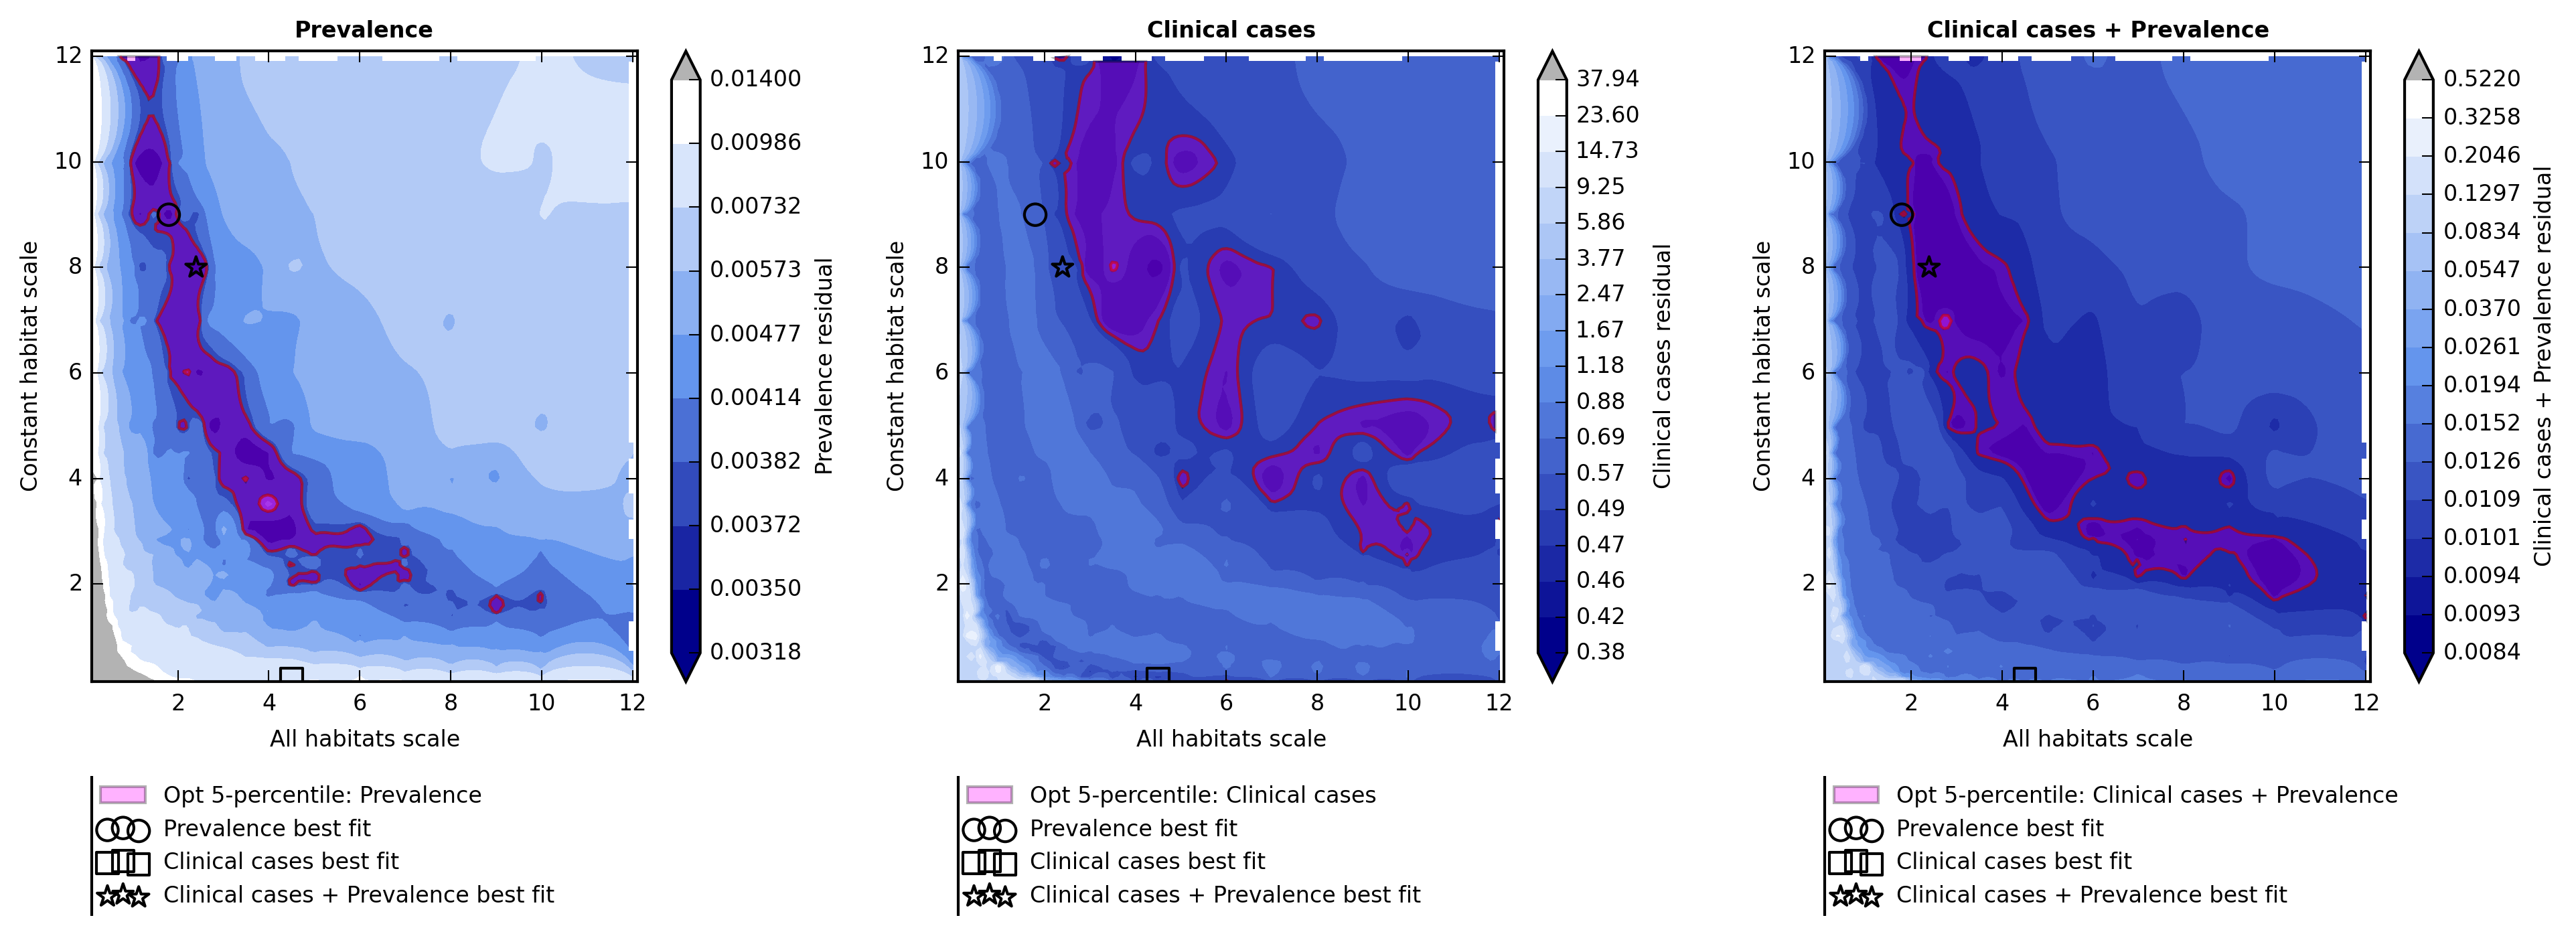 Prevalence
12
10
8
6
4
2
Constant habitat scale
2 4 6 8 10 12
All habitats scale
0.01400
0.00986
0.00732
0.00573
0.00477
0.00414
0.00382
0.00372
0.00350
0.00318
Prevalence residual
Opt 5-percentile: Prevalence
Prevalence best fit
Clinical cases best fit
Clinical cases + Prevalence best fit
Clinical cases
12
10
8
6
4
2
Constant habitat scale
2 4 6 8 10 12
All habitats scale
37.94
23.60
14.73
9.25
5.86
3.77
2.47
1.67
1.18
0.88
0.69
0.57
0.49
0.47
0.46
0.42
0.38
Clinical cases residual
Opt 5-percentile: Clinical cases
Prevalence best fit
Clinical cases best fit
Clinical cases + Prevalence best fit
Clinical cases + Prevalence
12
10
8
6
4
2
Constant habitat scale
2 4 6 8 10 12
All habitats scale
0.5220
0.3258
0.2046
0.1297
0.0834
0.0547
0.0370
0.0261
0.0194
0.0152
0.0126
0.0109
0.0101
0.0094
0.0093
0.0084
Clinical cases + Prevalence residual
Opt 5-percentile: Clinical cases + Prevalence
Prevalence best fit
Clinical cases best fit
Clinical cases + Prevalence best fit